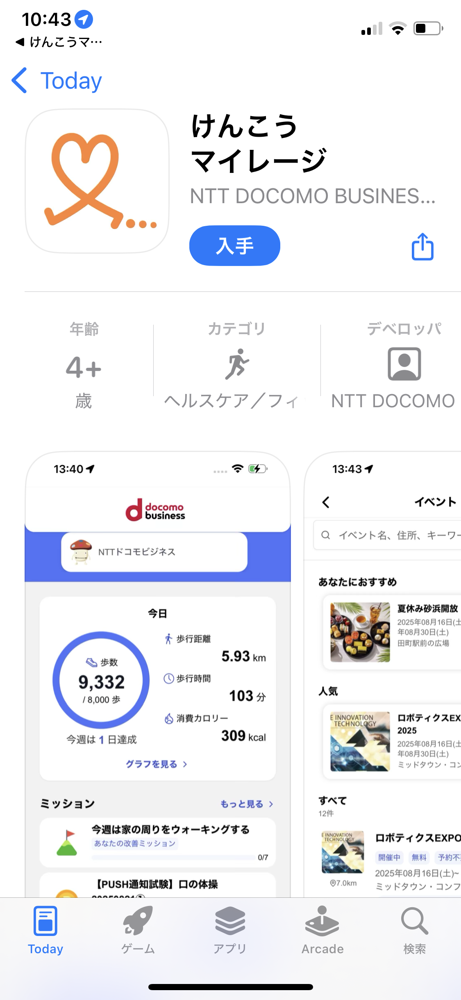 10:43
◀ けんこうマ…
Today
けんこう
マイレージ
NTT DOCOMO BUSINES...
入手
年齢
4+
歳
カテゴリ
ヘルスケア／フィ
デベロッパ
NTT DOCOMO
13:40
docomo
business
NTTドコモビジネス
今日
歩数
9,332
/ 8,000 歩
今週は 1 日達成
歩行距離
5.93 km
歩行時間
103 分
消費カロリー
309 kcal
グラフを見る
ミッション
もっと見る
今週は家の周りをウォーキングする
あなたの改善ミッション
0/7
【PUSH通知試験】口の体操
20250821①
13:43
イベント
イベント名、住所、キーワー
あなたにおすすめ
夏休み砂浜開放
2025年08月16日(土
年08月30日(土)
田町駅前の広場
人気
E INNOVATION
TECHNOLOGY
ロボティクスEX
2025
2025年08月16日(土
年08月30日(土)
ミッドタウン・コン
すべて
12件
E INNOVATION
TECHNOLOGY
7.0km
ロボティクスEXPO
開催中
無料
予約不
2025年08月16日(土)~
ミッドタウン・コンフ
Today
ゲーム
アプリ
Arcade
検索